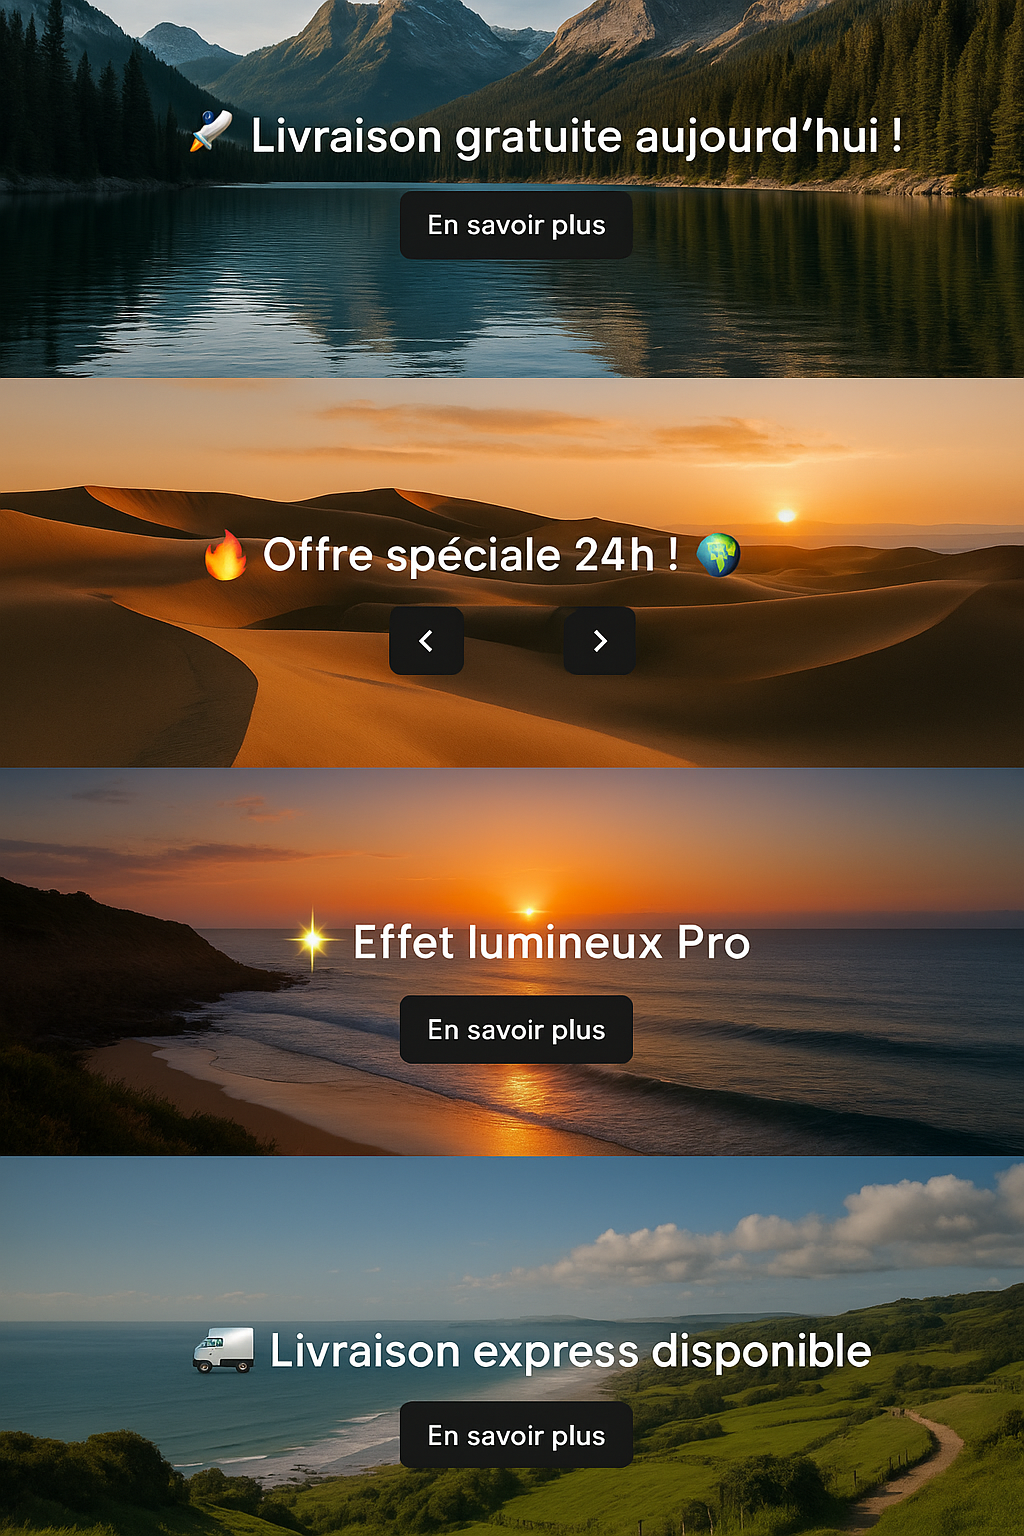 🚀 Livraison gratuite aujourd’hui !
En savoir plus
🔥 Offre spéciale 24h ! 🌍
Effet lumineux Pro
En savoir plus
🚚 Livraison express disponible
En savoir plus